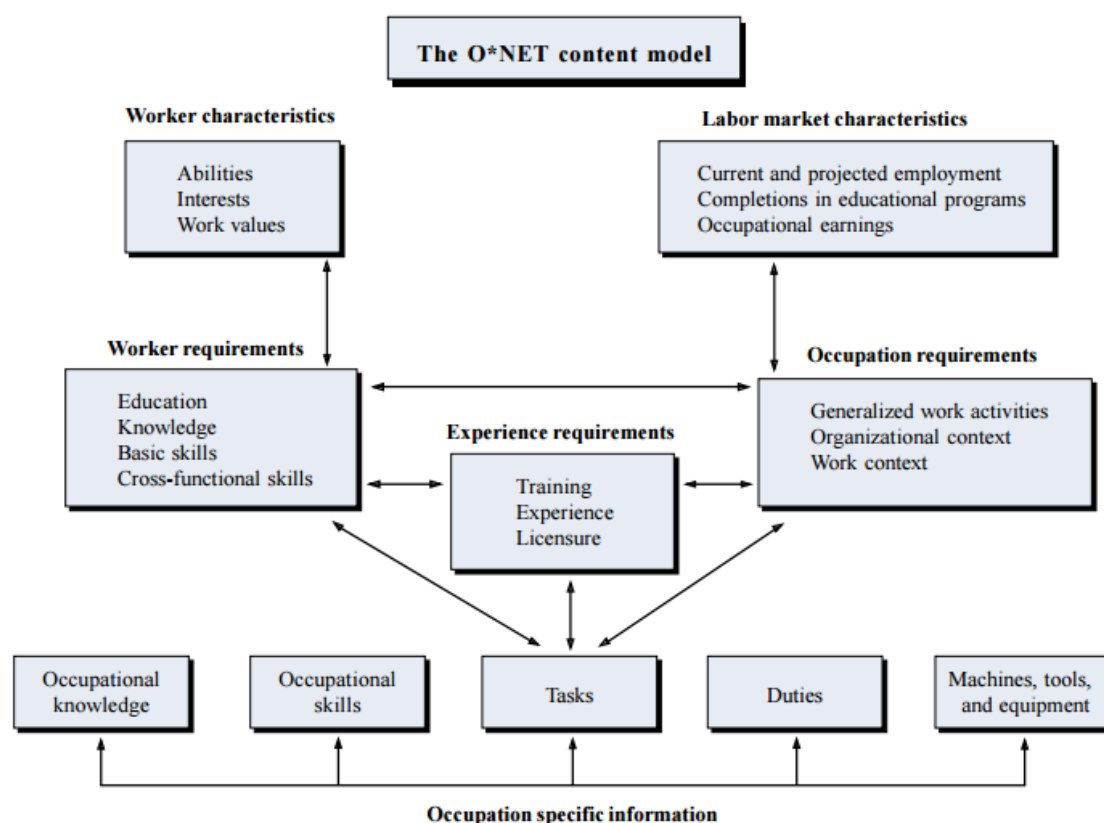 The O*NET content model
Worker characteristics
Abilities
Interests
Work values
Labor market characteristics
Current and projected employment
Completions in educational programs
Occupational earnings
Worker requirements
Education
Knowledge
Basic skills
Cross-functional skills
Experience requirements
Training
Experience
Licensure
Occupation requirements
Generalized work activities
Organizational context
Work context
Occupational
knowledge
Occupational
skills
Tasks
Duties
Machines, tools,
and equipment
Occupation specific information